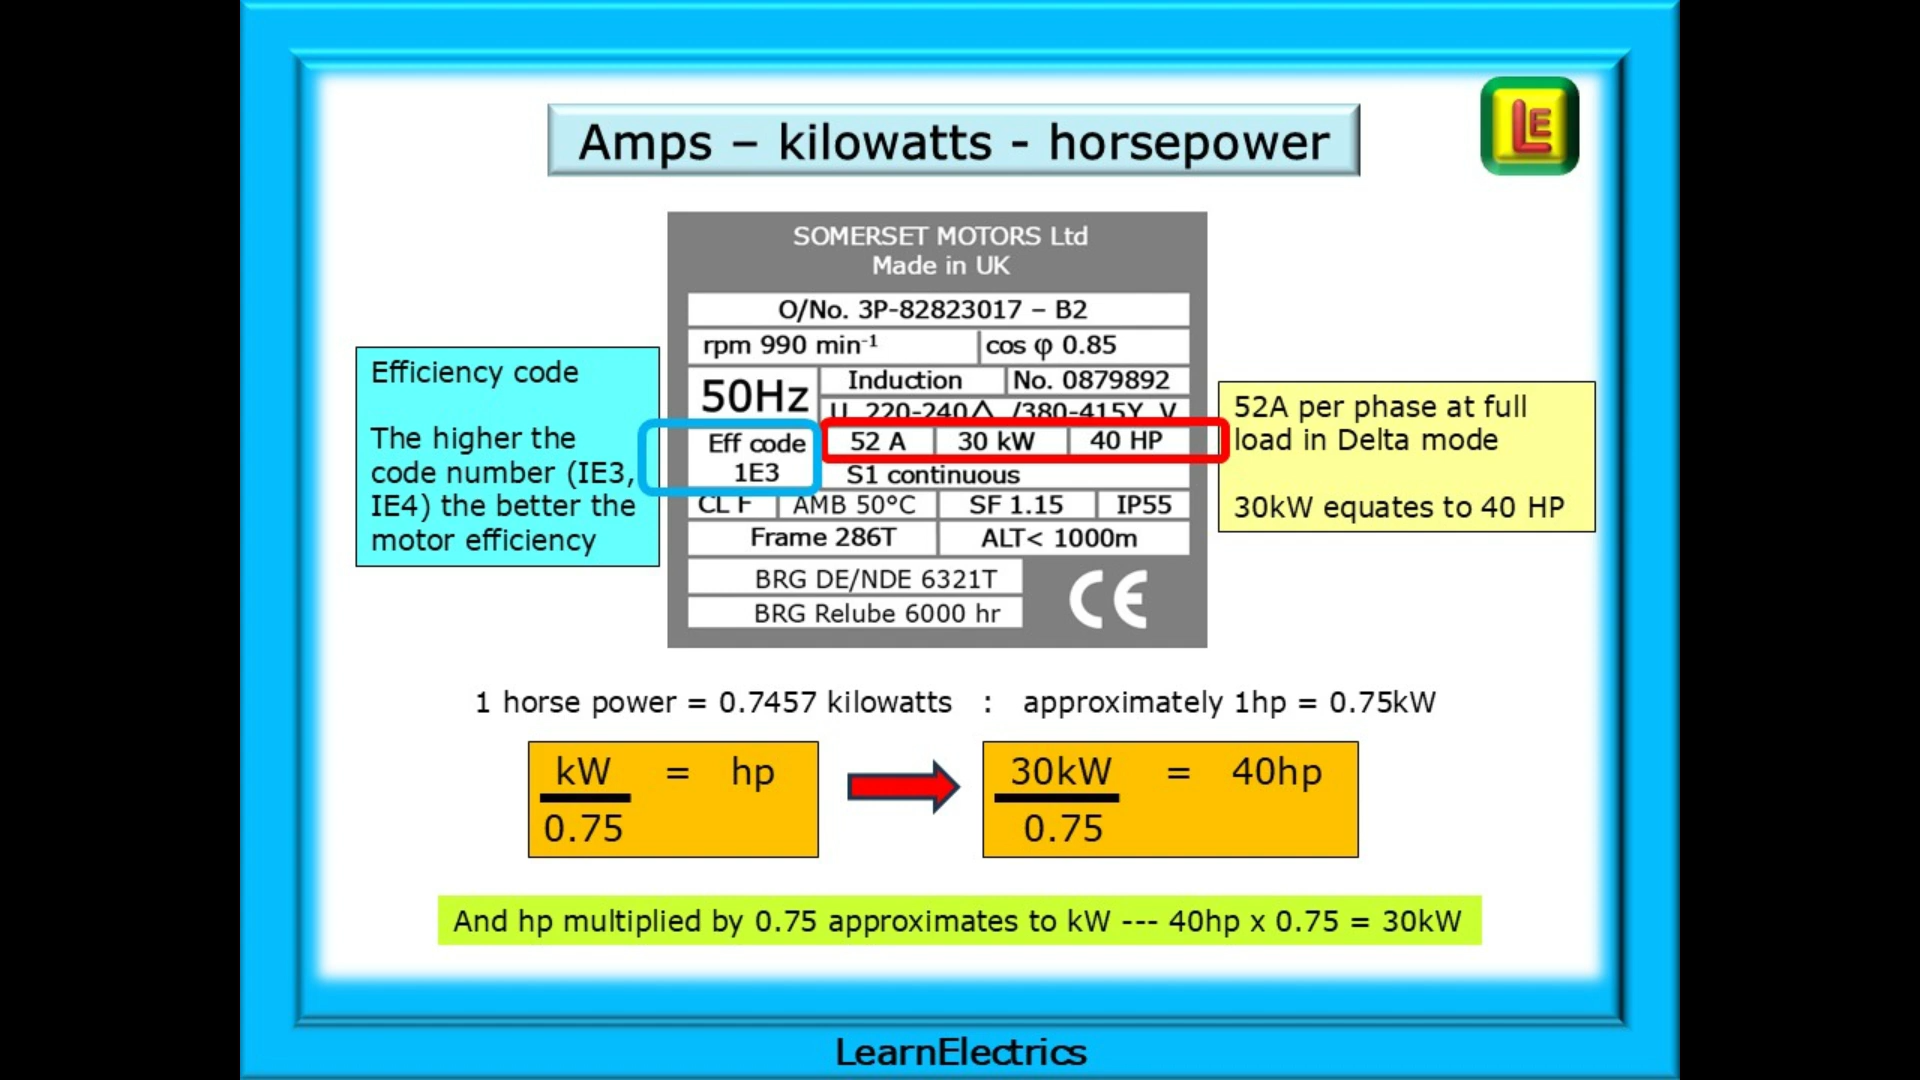 Amps – kilowatts - horsepower
LE
SOMERSET MOTORS Ltd
Made in UK
O/No. 3P-82823017 – B2
rpm 990 min-1 cos φ 0.85
50Hz
Induction No. 0879892
U 220-240△ /380-415Y V
Eff code
1E3
52 A 30 kW 40 HP
S1 continuous
CL F AMB 50°C SF 1.15 IP55
Frame 286T ALT< 1000m
BRG DE/NDE 6321T
BRG Relube 6000 hr
CE
Efficiency code
The higher the
code number (IE3,
IE4) the better the
motor efficiency
52A per phase at full
load in Delta mode
30kW equates to 40 HP
1 horse power = 0.7457 kilowatts : approximately 1hp = 0.75kW
kW = hp
0.75
30kW = 40hp
0.75
And hp multiplied by 0.75 approximates to kW --- 40hp x 0.75 = 30kW
LearnElectrics